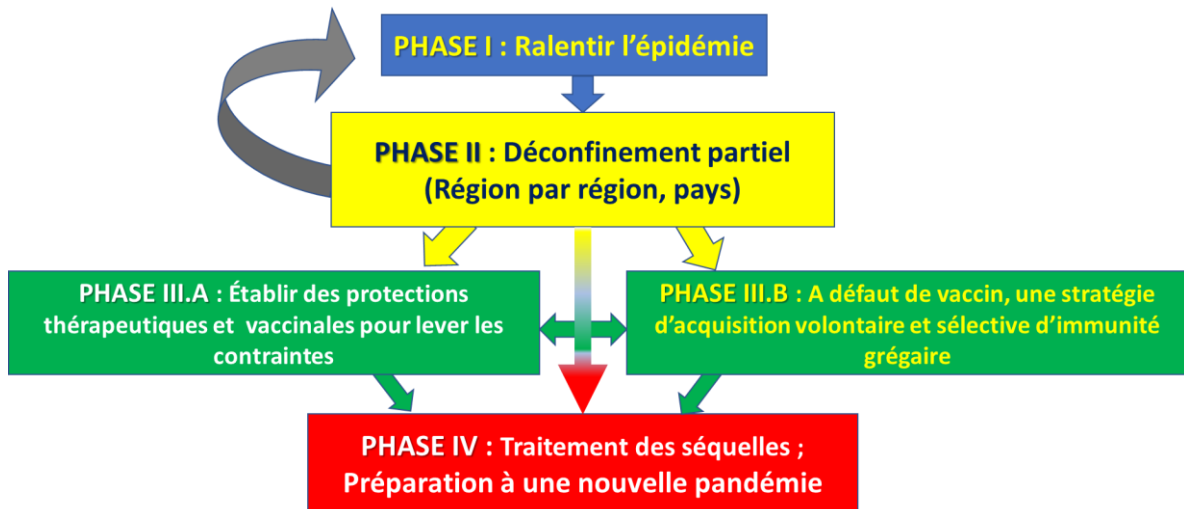 PHASE I : Ralentir l’épidémie
PHASE II : Déconfinement partiel
(Région par région, pays)
PHASE III.A : Établir des protections
thérapeutiques et vaccinales pour lever les
contraintes
PHASE III.B : A défaut de vaccin, une stratégie
d’acquisition volontaire et sélective d’immunité
grégaire
PHASE IV : Traitement des séquelles ;
Préparation à une nouvelle pandémie